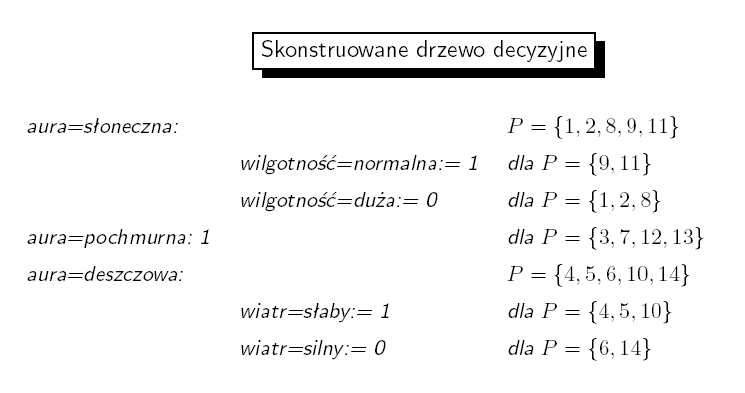 Skonstruowane drzewo decyzyjne
aura=słoneczna: P = {1, 2, 8, 9, 11}
wilgotność=normalna:= 1 dla P = {9, 11}
wilgotność=duża:= 0 dla P = {1, 2, 8}
aura=pochmurna: 1 dla P = {3, 7, 12, 13}
aura=deszczowa: P = {4, 5, 6, 10, 14}
wiatr=słaby:= 1 dla P = {4, 5, 10}
wiatr=silny:= 0 dla P = {6, 14}